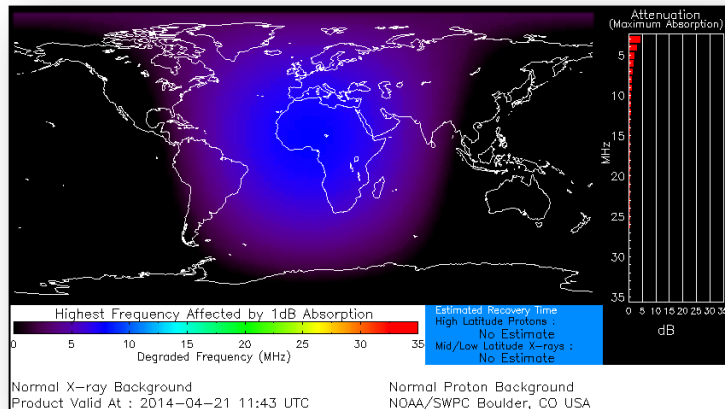 Attenuation
(Maximum Absorption)
5
10
15
20
25
30
35
MHz
0 5 10 15 20 25 30 35
dB
Highest Frequency Affected by 1dB Absorption
0 5 10 15 20 25 30 35
Degraded Frequency (MHz)
Estimated Recovery Time
High Latitude Protons :
No Estimate
Mid/Low Latitude X-rays :
No Estimate
Normal X-ray Background
Product Valid At : 2014-04-21 11:43 UTC
Normal Proton Background
NOAA/SWPC Boulder, CO USA